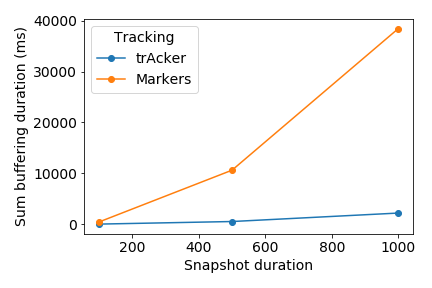 40000
30000
20000
10000
0
Sum buffering duration (ms)
Tracking
trAcker
Markers
200 400 600 800 1000
Snapshot duration